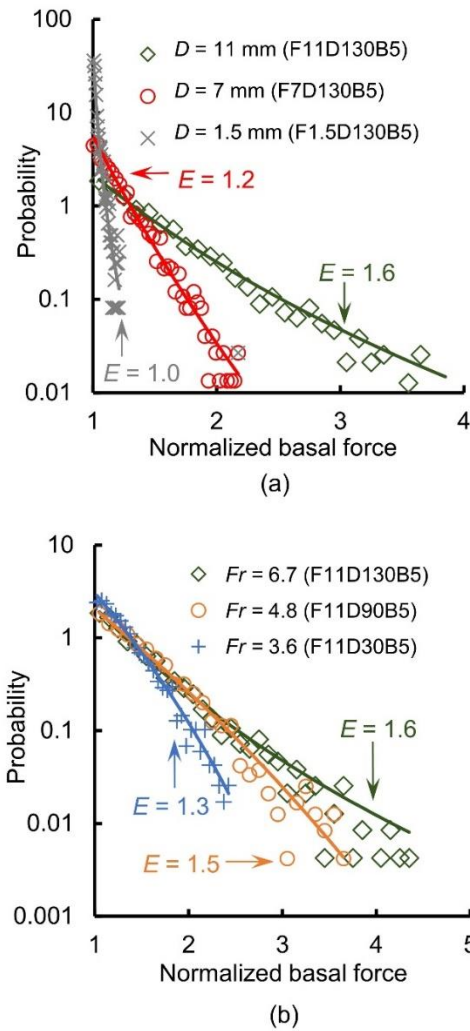 100
10
1
0.1
0.01
Probability
D = 11 mm (F11D130B5)
D = 7 mm (F7D130B5)
D = 1.5 mm (F1.5D130B5)
E = 1.2
E = 1.6
E = 1.0
1 2 3 4
Normalized basal force
(a)
10
1
0.1
0.01
0.001
Probability
Fr = 6.7 (F11D130B5)
Fr = 4.8 (F11D90B5)
Fr = 3.6 (F11D30B5)
E = 1.6
E = 1.3
E = 1.5
1 2 3 4 5
Normalized basal force
(b)